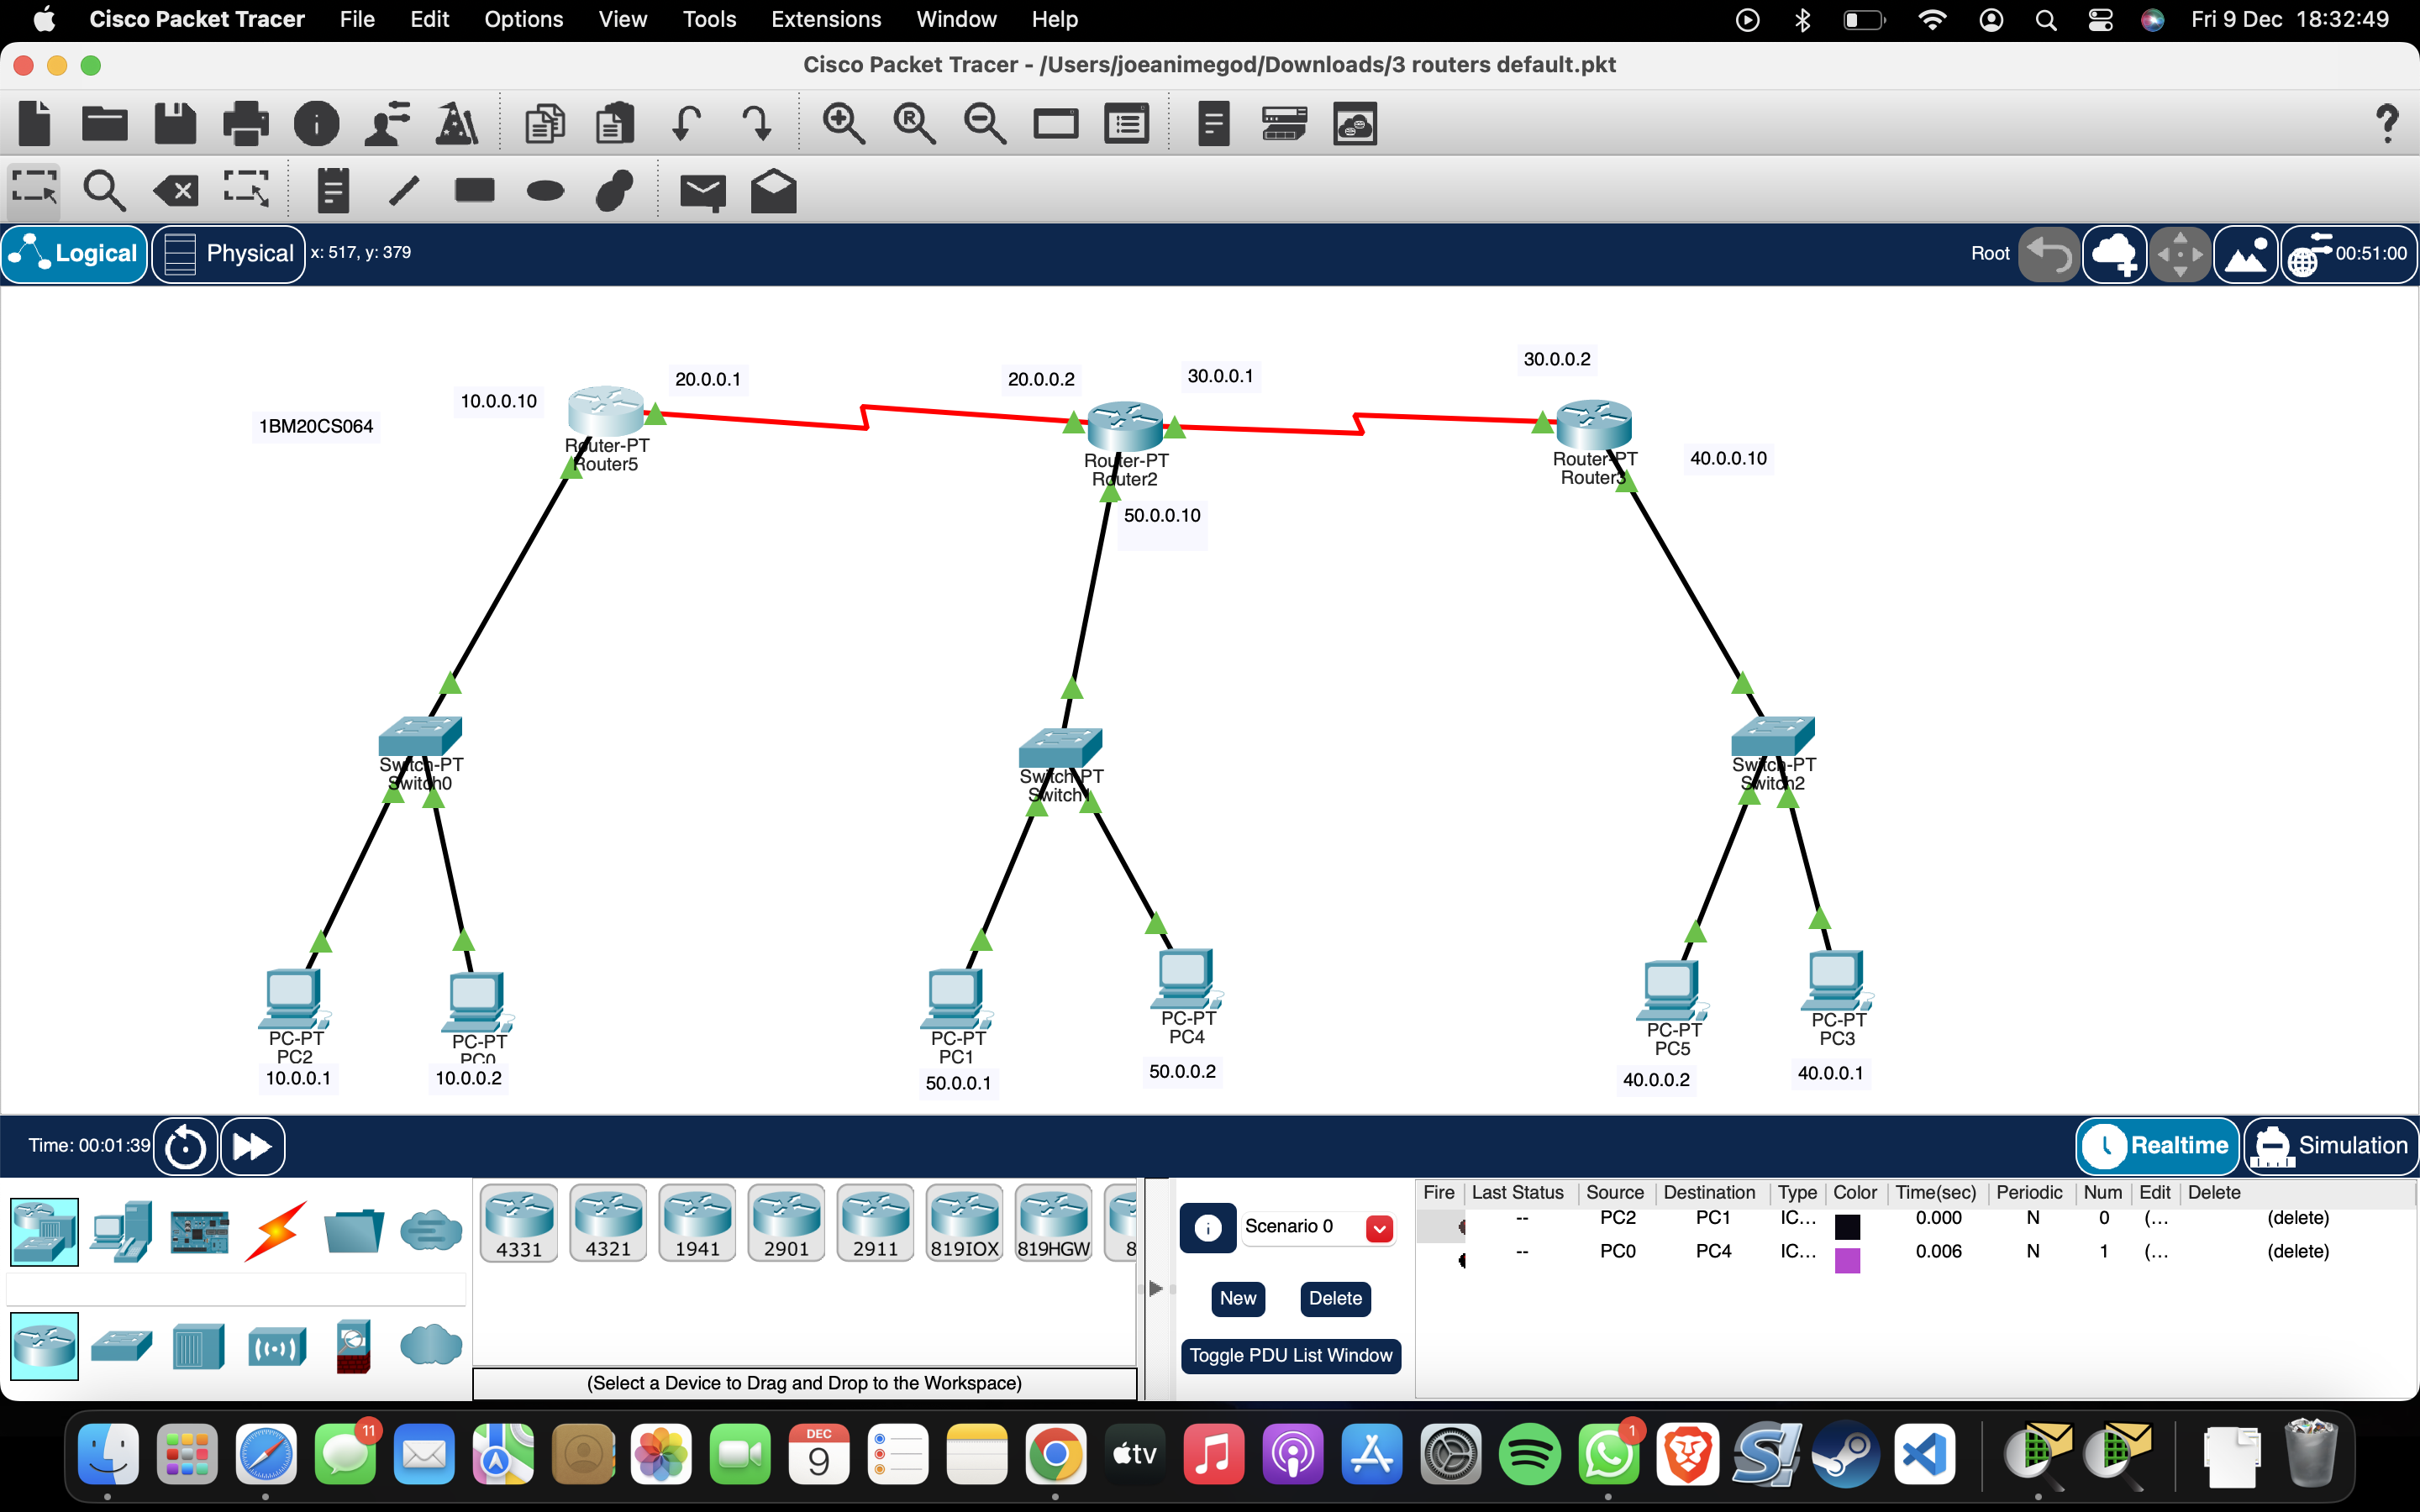 Cisco Packet Tracer File Edit Options View Tools Extensions Window Help Fri 9 Dec 18:32:49
Cisco Packet Tracer - /Users/joeanimegod/Downloads/3 routers default.pkt
Logical Physical x: 517, y: 379 Root 00:51:00
30.0.0.2
20.0.0.1 20.0.0.2 30.0.0.1
10.0.0.10
1BM20CS064
Router-PT
Router5
Router-PT
Router2
Router-PT
Router3
40.0.0.10
50.0.0.10
Switch-PT
Switch0
Switch-PT
Switch1
Switch-PT
Switch2
PC-PT
PC2
10.0.0.1
PC-PT
PC0
10.0.0.2
PC-PT
PC1
50.0.0.1
PC-PT
PC4
50.0.0.2
PC-PT
PC5
40.0.0.2
PC-PT
PC3
40.0.0.1
Time: 00:01:39 Realtime Simulation
4331 4321 1941 2901 2911 819IOX 819HGW 8
(Select a Device to Drag and Drop to the Workspace)
Scenario 0
New Delete
Toggle PDU List Window
Fire Last Status Source Destination Type Color Time(sec) Periodic Num Edit Delete
-- PC2 PC1 IC... 0.000 N 0 (... (delete)
-- PC0 PC4 IC... 0.006 N 1 (... (delete)
11
DEC
9
tv
1